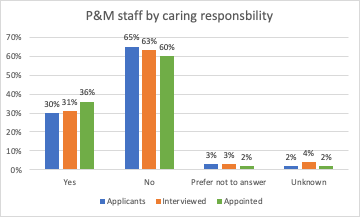 P&M staff by caring responsbility
70%
60%
50%
40%
30%
20%
10%
0%
30% 31% 36%
65% 63% 60%
3% 3% 2%
2% 4% 2%
Yes No Prefer not to answer Unknown
Applicants Interviewed Appointed